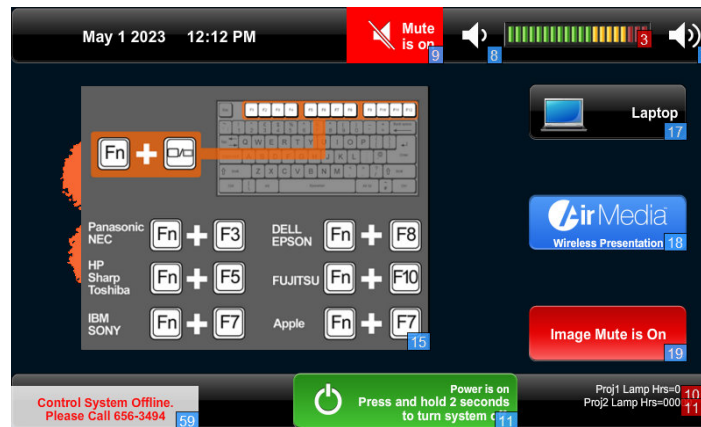 May 1 2023 12:12 PM
Mute
is on
9
8
3
Laptop
17
Fn
Q W E R T Y I O P
J K L
Z X C V B N M
Panasonic
NEC
Fn + F3
DELL
EPSON
Fn + F8
HP
Sharp
Toshiba
Fn + F5
FUJITSU
Fn + F10
IBM
SONY
Fn + F7
Apple
Fn + F7
15
Air Media
Wireless Presentation
18
Image Mute is On
19
Control System Offline.
Please Call 656-3494
59
Power is on
Press and hold 2 seconds
to turn system
11
Proj1 Lamp Hrs=0
10
Proj2 Lamp Hrs=000
11